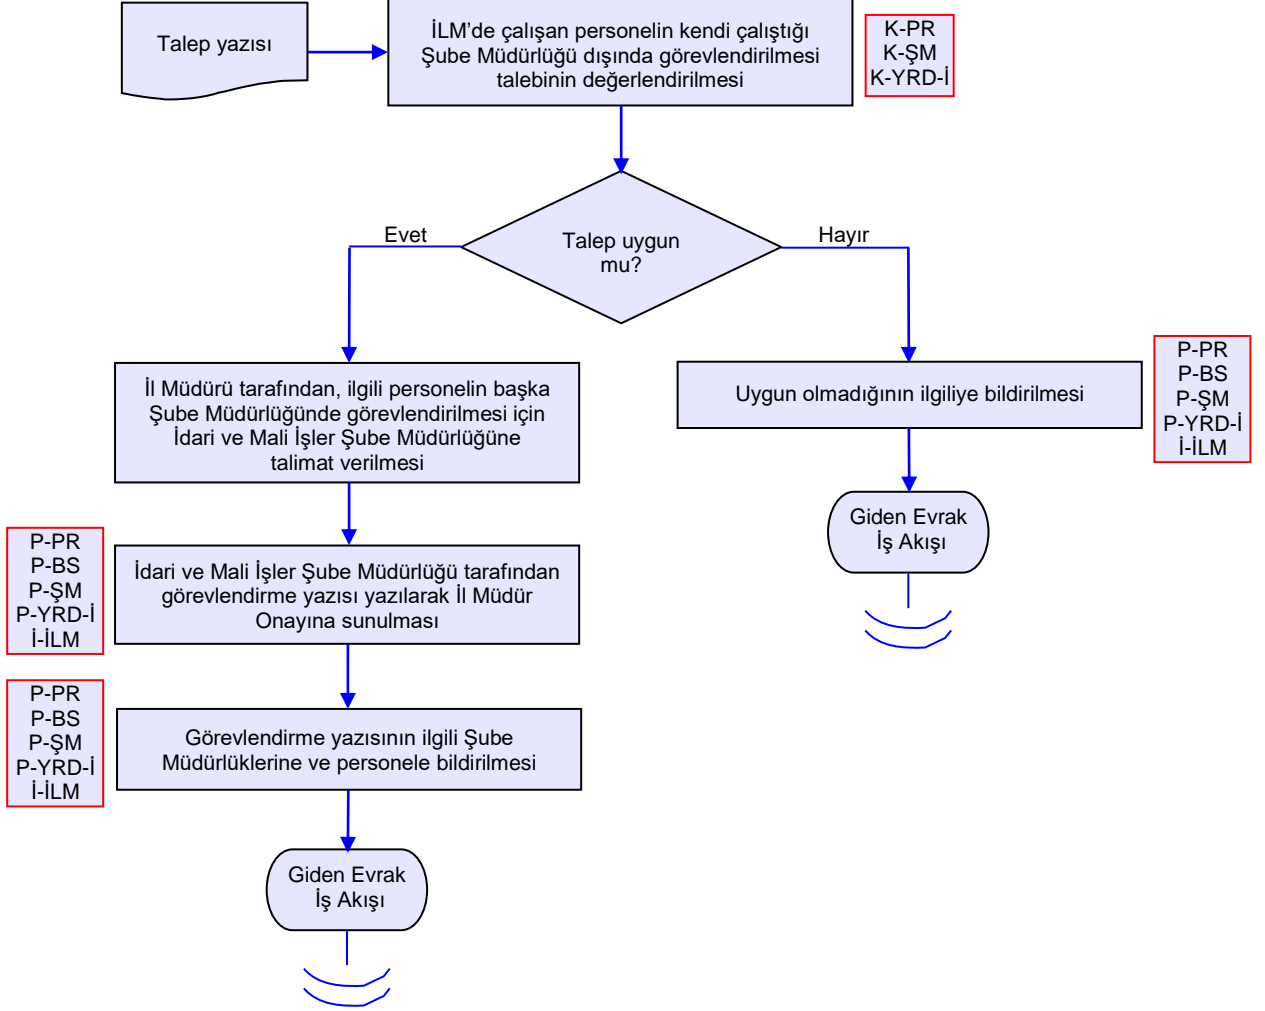 Talep yazısı
İLM’de çalışan personelin kendi çalıştığı
Şube Müdürlüğü dışında görevlendirilmesi
talebinin değerlendirilmesi
K-PR
K-ŞM
K-YRD-İ
Talep uygun
mu?
Evet
Hayır
İl Müdürü tarafından, ilgili personelin başka
Şube Müdürlüğünde görevlendirilmesi için
İdari ve Mali İşler Şube Müdürlüğüne
talimat verilmesi
Uygun olmadığının ilgiliye bildirilmesi
P-PR
P-BS
P-ŞM
P-YRD-İ
İ-İLM
Giden Evrak
İş Akışı
P-PR
P-BS
P-ŞM
P-YRD-İ
İ-İLM
İdari ve Mali İşler Şube Müdürlüğü tarafından
görevlendirme yazısı yazılarak İl Müdür
Onayına sunulması
P-PR
P-BS
P-ŞM
P-YRD-İ
İ-İLM
Görevlendirme yazısının ilgili Şube
Müdürlüklerine ve personele bildirilmesi
Giden Evrak
İş Akışı